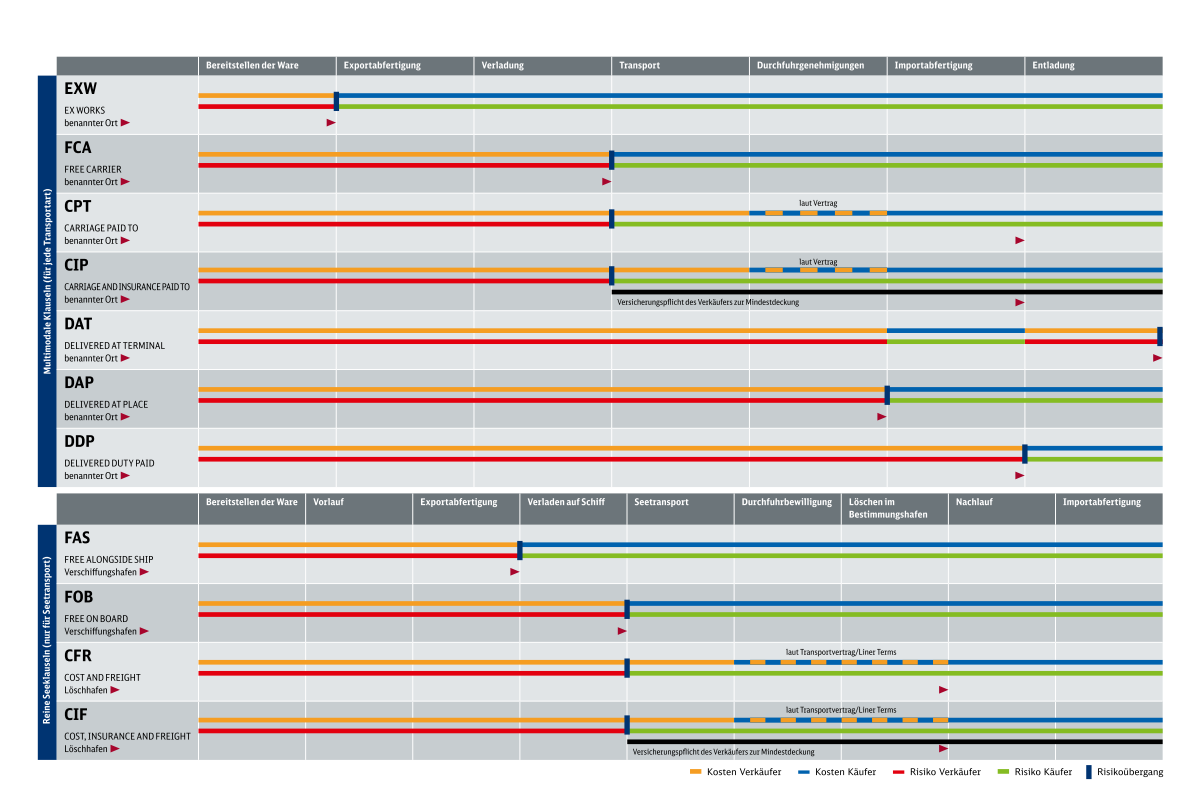 Bereitstellen der Ware Exportabfertigung Verladung Transport Durchfuhrgenehmigungen Importabfertigung Entladung
Multimodale Klauseln (für jede Transportart)
EXW
EX WORKS
benannter Ort
FCA
FREE CARRIER
benannter Ort
CPT
laut Vertrag
CARRIAGE PAID TO
benannter Ort
CIP
laut Vertrag
CARRIAGE AND INSURANCE PAID TO
benannter Ort
Versicherungspflicht des Verkäufers zur Mindestdeckung
DAT
DELIVERED AT TERMINAL
benannter Ort
DAP
DELIVERED AT PLACE
benannter Ort
DDP
DELIVERED DUTY PAID
benannter Ort
Bereitstellen der Ware Vorlauf Exportabfertigung Verladen auf Schiff Seetransport Durchfuhrbewilligung Löschen im Nachlauf Importabfertigung
Bestimmungshafen
Reine Seeklauseln (nur für Seetransport)
FAS
FREE ALONGSIDE SHIP
Verschiffungshafen
FOB
FREE ON BOARD
Verschiffungshafen
CFR
laut Transportvertrag/Liner Terms
COST AND FREIGHT
Löschhafen
CIF
laut Transportvertrag/Liner Terms
COST, INSURANCE AND FREIGHT
Löschhafen
Versicherungspflicht des Verkäufers zur Mindestdeckung
Kosten Verkäufer Kosten Käufer Risiko Verkäufer Risiko Käufer Risikoübergang